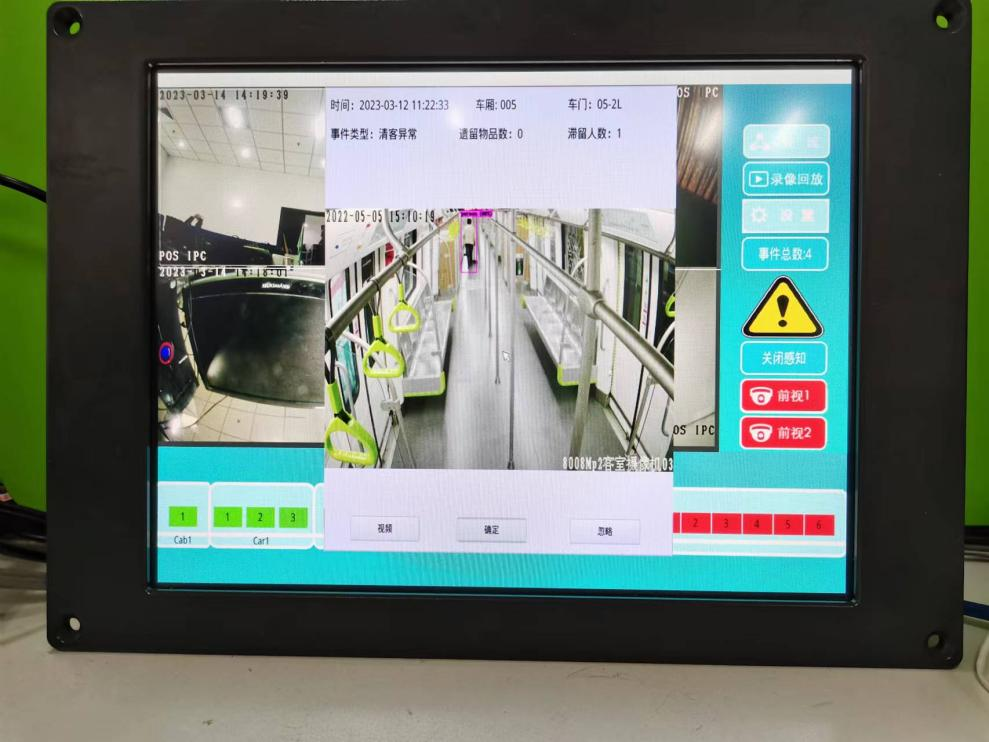 2023-03-14 14:19:39
POS IPC
2023-3-14 14:18:01
时间：2023-03-12 11:22:33 车厢: 005 车门：05-2L
事件类型：清客异常 遗留物品数：0 滞留人数：1
2022-05-05 15:10:19
8008Mp2客室摄像机03
视频 确定 忽略
OS IPC
OS IPC
录像回放
设置
事件总数:4
关闭感知
前视1
前视2
1
Cab1
1 2 3
Car1
2 3 4 5 6